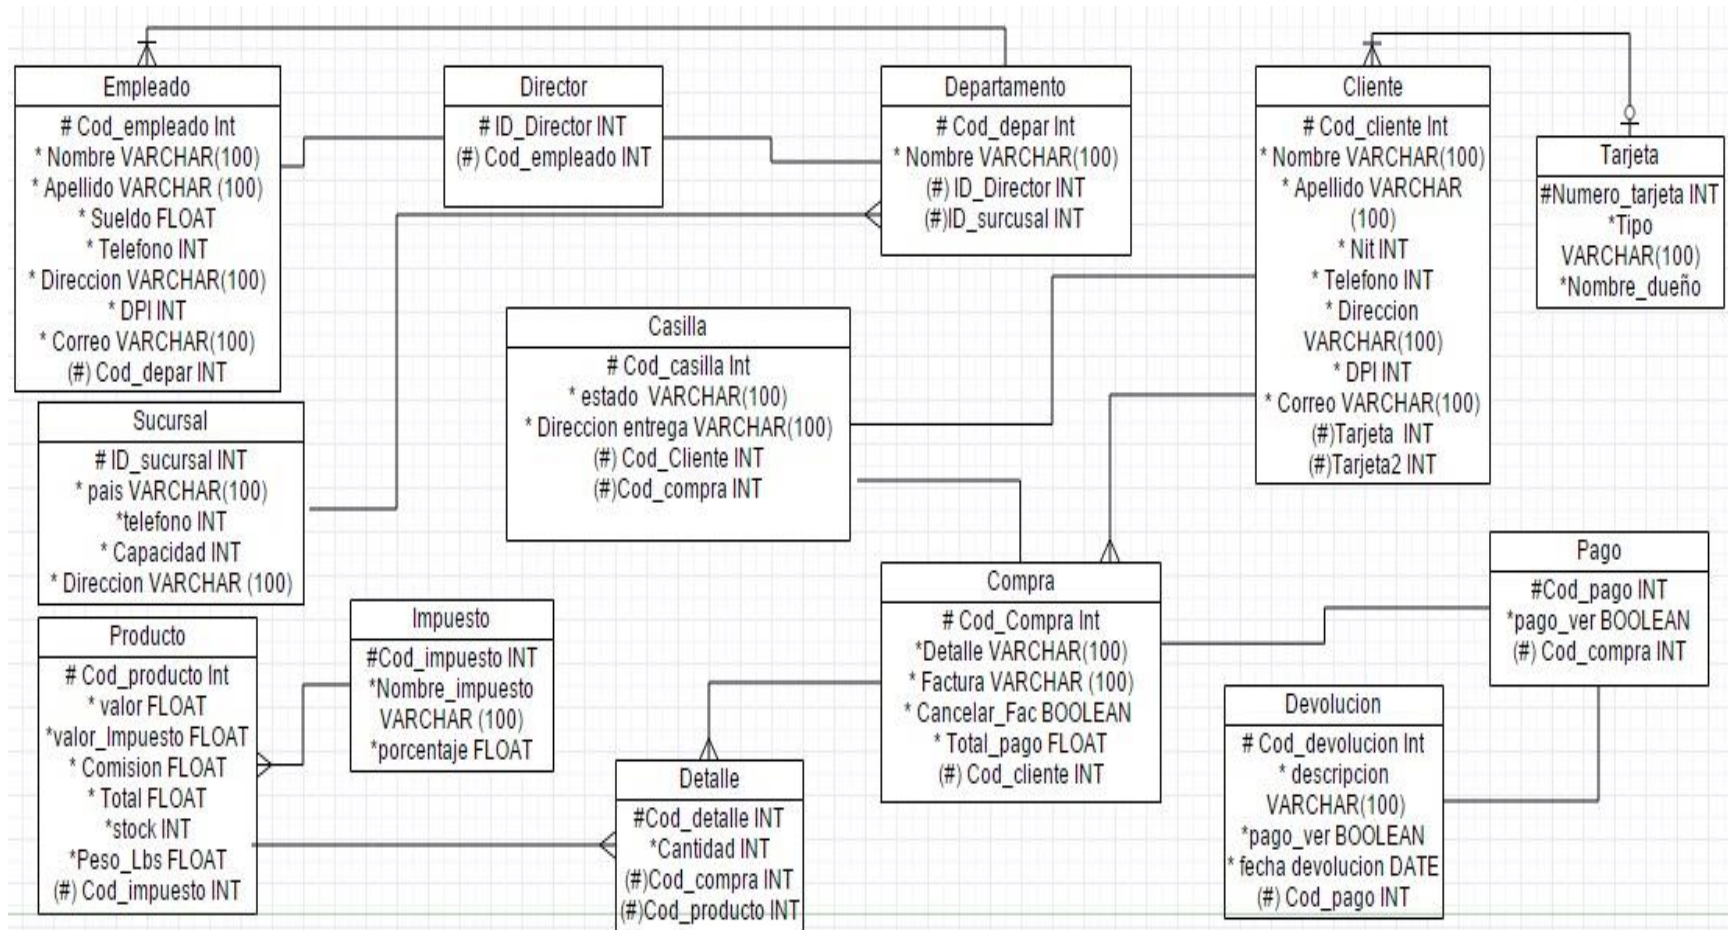 Empleado
# Cod_empleado Int
* Nombre VARCHAR(100)
* Apellido VARCHAR (100)
* Sueldo FLOAT
* Telefono INT
* Direccion VARCHAR(100)
* DPI INT
* Correo VARCHAR(100)
(#) Cod_depar INT
Director
# ID_Director INT
(#) Cod_empleado INT
Departamento
# Cod_depar Int
* Nombre VARCHAR(100)
(#) ID_Director INT
(#)ID_surcusal INT
Cliente
# Cod_cliente Int
* Nombre VARCHAR(100)
* Apellido VARCHAR
(100)
* Nit INT
* Telefono INT
* Direccion
VARCHAR(100)
* DPI INT
* Correo VARCHAR(100)
(#)Tarjeta INT
(#)Tarjeta2 INT
Tarjeta
#Numero_tarjeta INT
*Tipo
VARCHAR(100)
*Nombre_dueño
Casilla
# Cod_casilla Int
* estado VARCHAR(100)
* Direccion entrega VARCHAR(100)
(#) Cod_Cliente INT
(#)Cod_compra INT
Sucursal
# ID_sucursal INT
* pais VARCHAR(100)
*telefono INT
* Capacidad INT
* Direccion VARCHAR (100)
Producto
# Cod_producto Int
* valor FLOAT
*valor_Impuesto FLOAT
* Comision FLOAT
* Total FLOAT
*stock INT
*Peso_Lbs FLOAT
(#) Cod_impuesto INT
Impuesto
#Cod_impuesto INT
*Nombre_impuesto
VARCHAR (100)
*porcentaje FLOAT
Detalle
#Cod_detalle INT
*Cantidad INT
(#)Cod_compra INT
(#)Cod_producto INT
Compra
# Cod_Compra Int
*Detalle VARCHAR(100)
* Factura VARCHAR (100)
* Cancelar_Fac BOOLEAN
* Total_pago FLOAT
(#) Cod_cliente INT
Pago
#Cod_pago INT
*pago_ver BOOLEAN
(#) Cod_compra INT
Devolucion
# Cod_devolucion Int
* descripcion
VARCHAR(100)
*pago_ver BOOLEAN
* fecha devolucion DATE
(#) Cod_pago INT